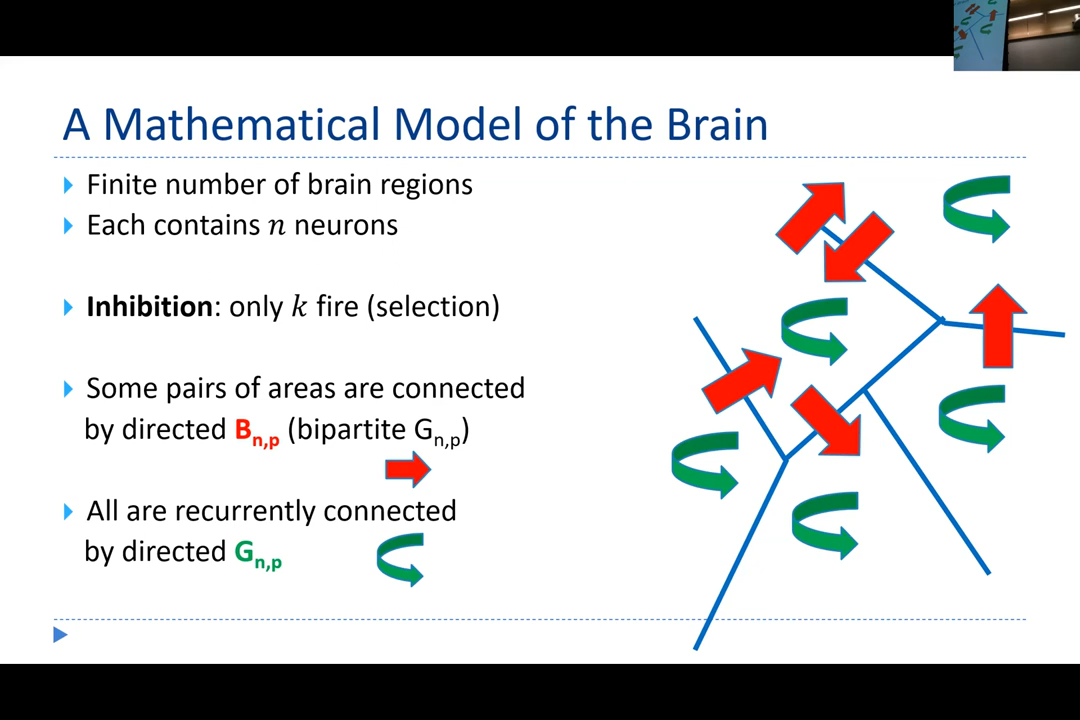 A Mathematical Model of the Brain
Finite number of brain regions
Each contains n neurons
Inhibition: only k fire (selection)
Some pairs of areas are connected
by directed Bn,p (bipartite Gn,p)
All are recurrently connected
by directed Gn,p